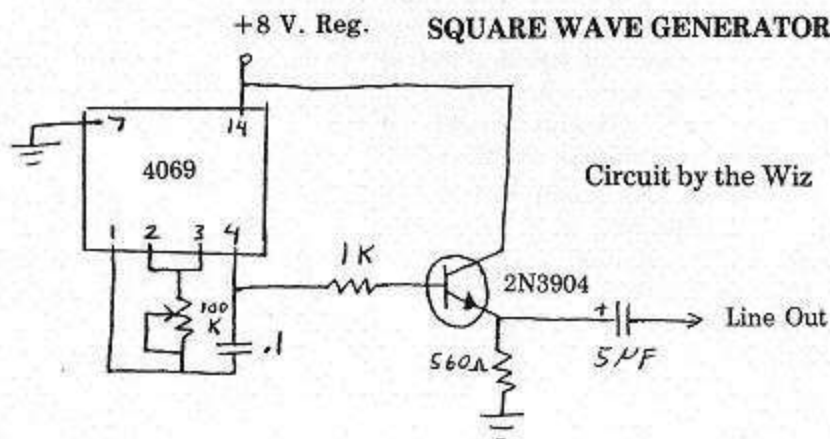 +8 V. Reg. SQUARE WAVE GENERATOR
7 14
4069
Circuit by the Wiz
1 2 3 4
1K
2N3904
100
K
+
Line Out
.1
560Ω
5µF